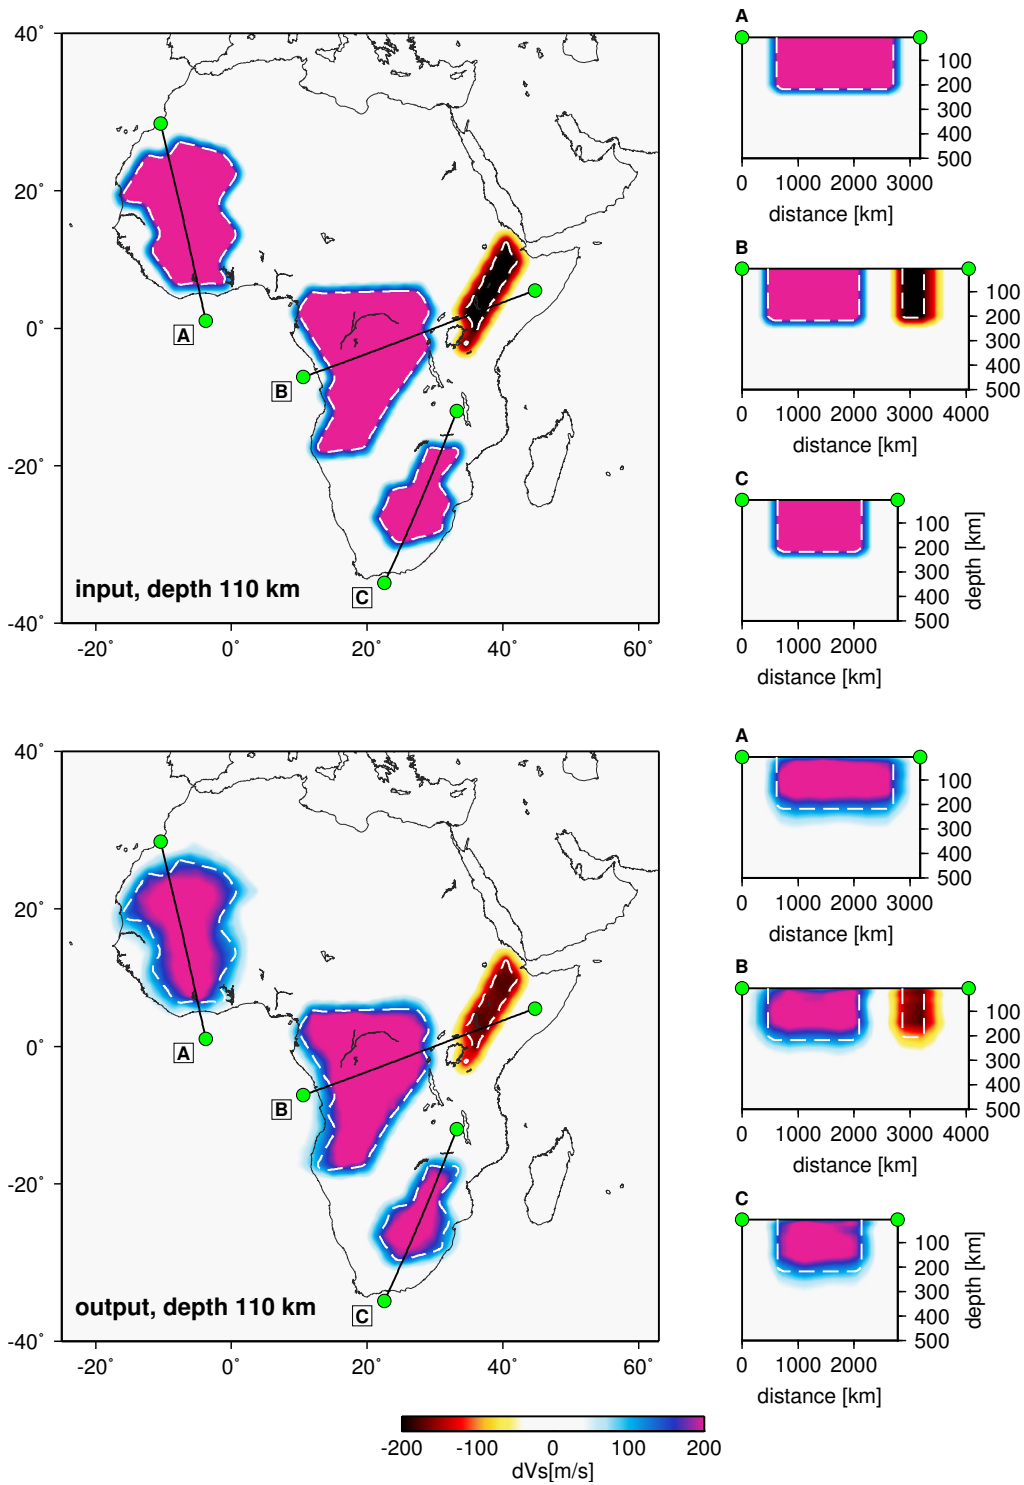 40˚
20˚
0˚
-20˚
-40˚
-20˚ 0˚ 20˚ 40˚ 60˚
A
B
C
input, depth 110 km
A
100
200
300
400
500
0 1000 2000 3000
distance [km]
B
100
200
300
400
500
0 1000 2000 3000 4000
distance [km]
C
100
200
300
400
500
depth [km]
0 1000 2000
distance [km]
40˚
20˚
0˚
-20˚
-40˚
-20˚ 0˚ 20˚ 40˚ 60˚
A
B
C
output, depth 110 km
A
100
200
300
400
500
0 1000 2000 3000
distance [km]
B
100
200
300
400
500
0 1000 2000 3000 4000
distance [km]
C
100
200
300
400
500
depth [km]
0 1000 2000
distance [km]
-200 -100 0 100 200
dVs[m/s]